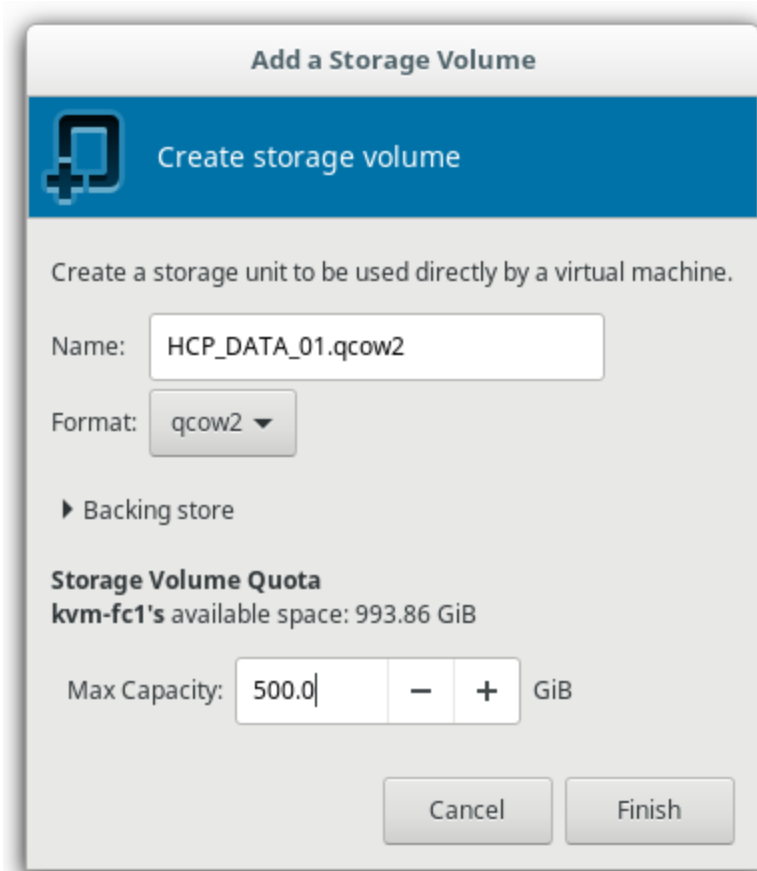 Add a Storage Volume
Create storage volume
Create a storage unit to be used directly by a virtual machine.
Name: HCP_DATA_01.qcow2
Format: qcow2
Backing store
Storage Volume Quota
kvm-fc1's available space: 993.86 GiB
Max Capacity: 500.0 − + GiB
Cancel Finish